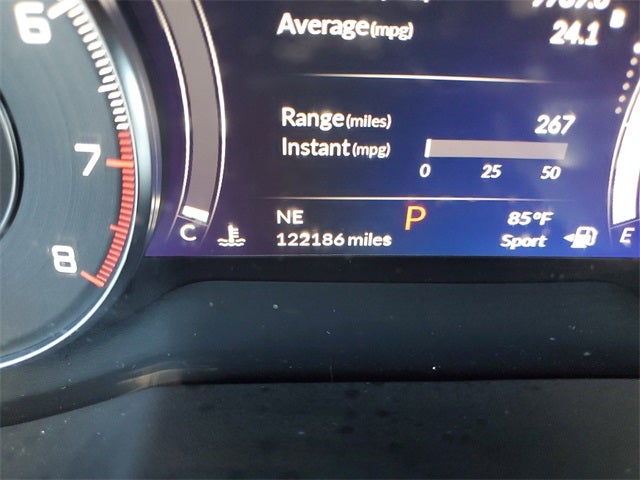 6
7
8
Average(mpg) 24.1
Range(miles) 267
Instant(mpg)
0 25 50
NE P 85°F
C 122186 miles Sport E